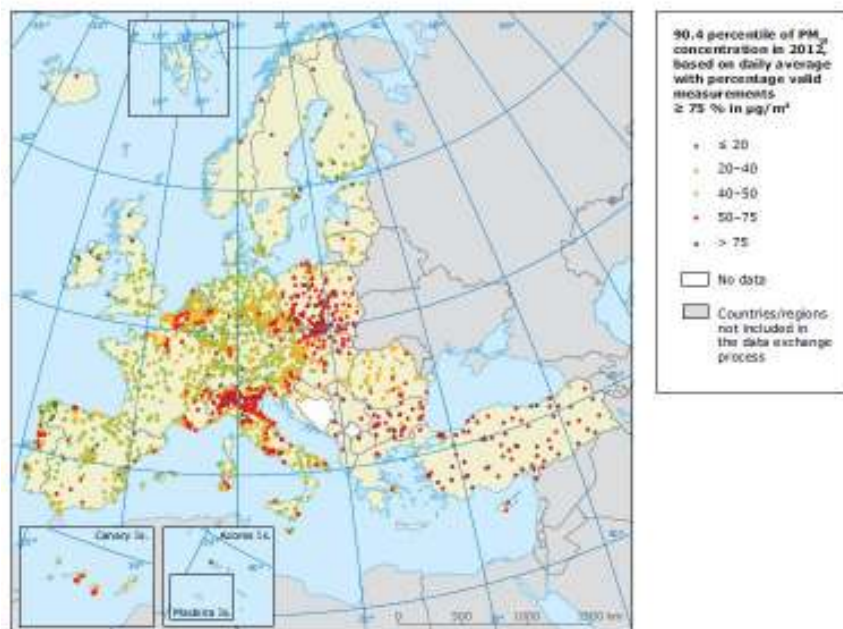 90.4 percentile of PM10
concentration in 2012,
based on daily average
with percentage valid
measurements
≥ 75 % in µg/m³
≤ 20
20–40
40–50
50–75
> 75
No data
Countries/regions
not included in
the data exchange
process
Canary Is.
Azores Is.
Madeira Is.
0 500 1000 1500 km